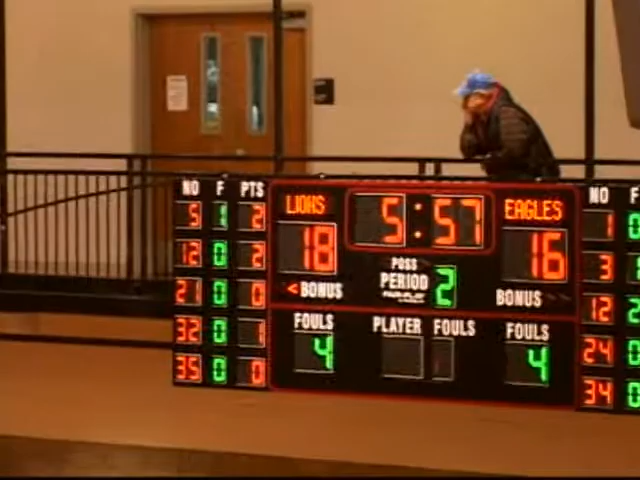 NO F PTS
5 1 2
12 0 2
21 0 0
32 0 1
35 0 0
LIONS 5:57 EAGLES
18 16
POSS
PERIOD 2
< BONUS BONUS
FOULS PLAYER FOULS FOULS
4 4
NO F
1 0
3
12 2
24 0
34 0